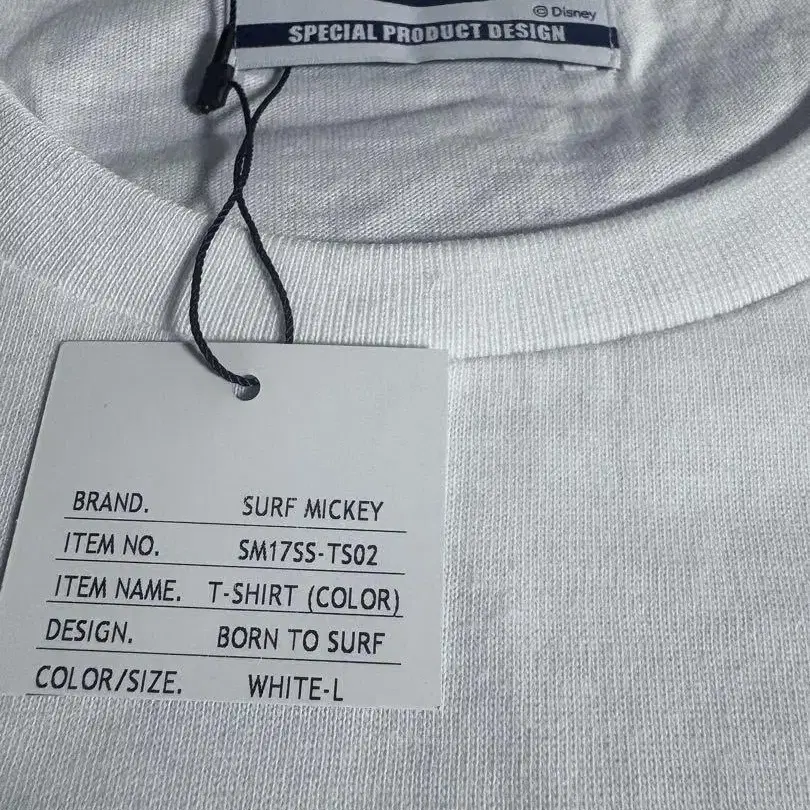 © Disney
SPECIAL PRODUCT DESIGN
BRAND. SURF MICKEY
ITEM NO. SM17SS-TS02
ITEM NAME. T-SHIRT (COLOR)
DESIGN. BORN TO SURF
COLOR/SIZE. WHITE-L